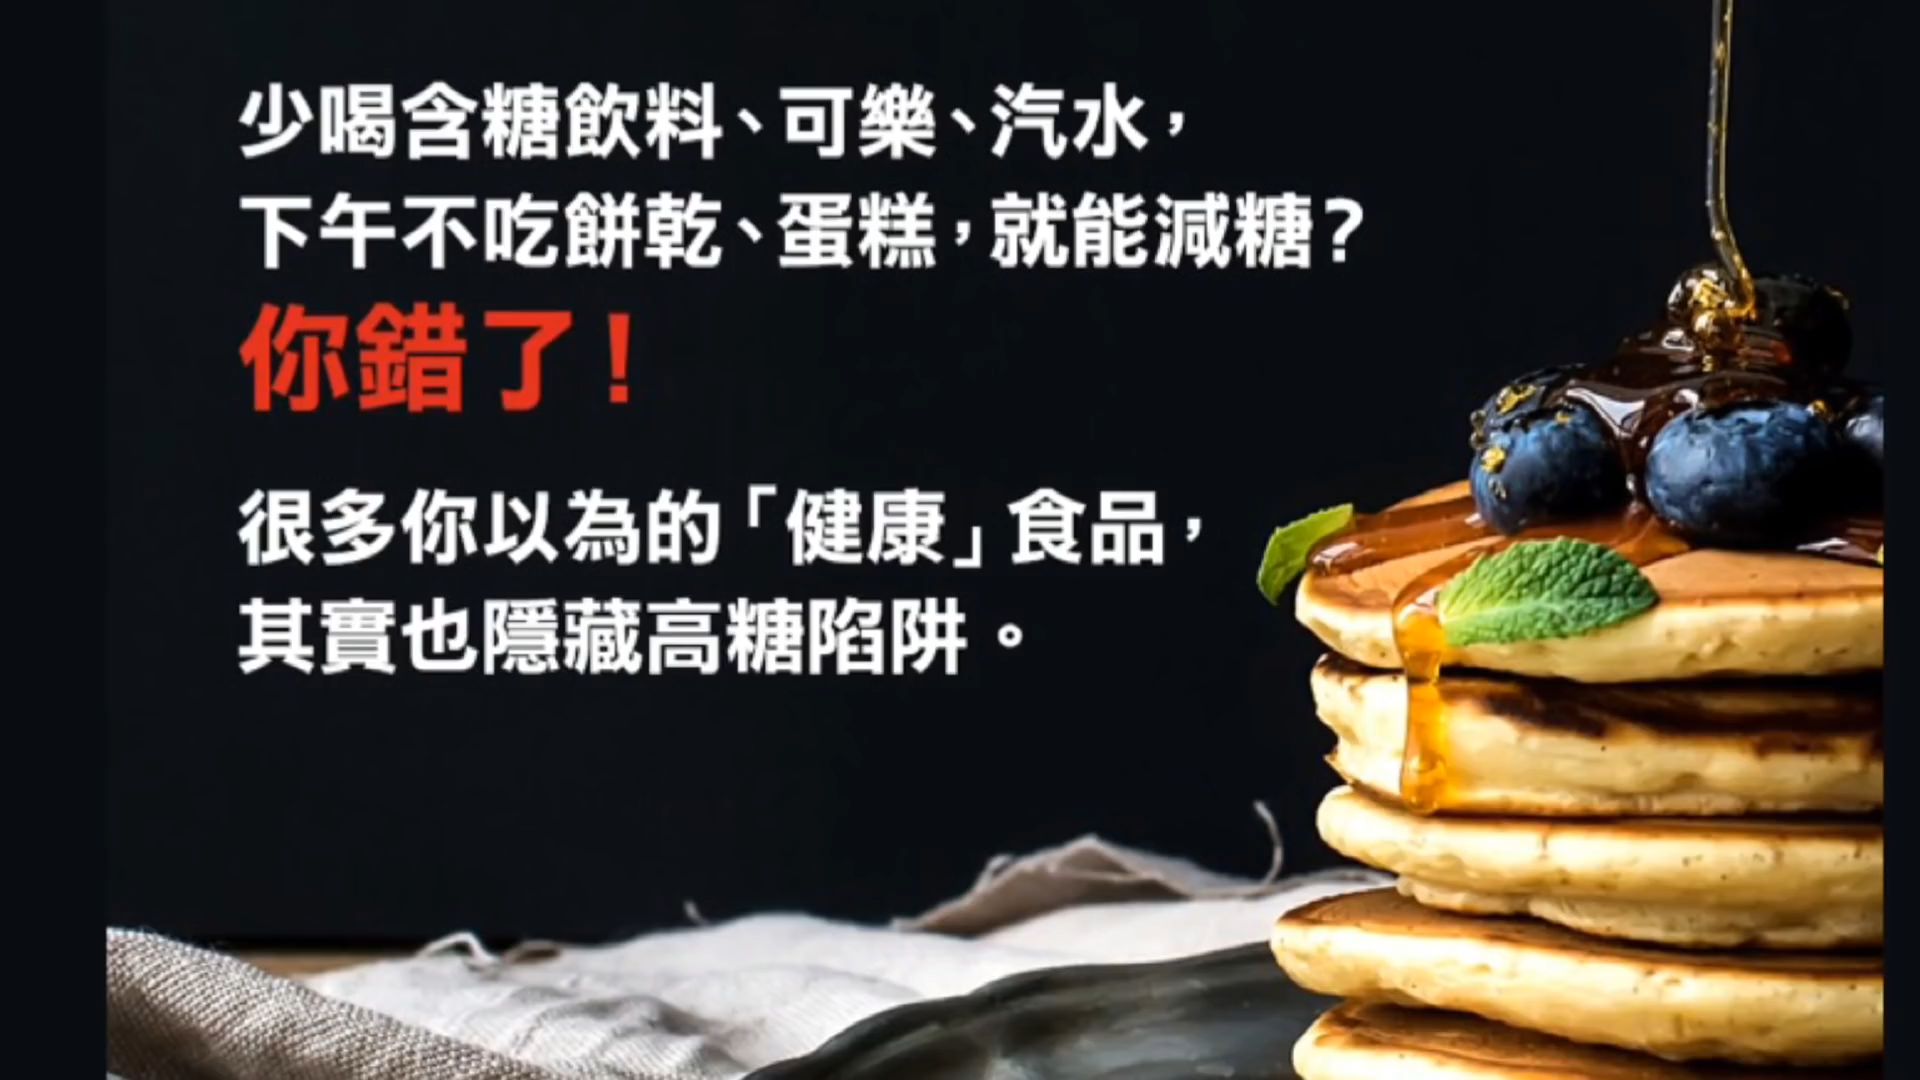 少喝含糖飲料、可樂、汽水，
下午不吃餅乾、蛋糕，就能減糖？
你錯了！
很多你以為的「健康」食品，
其實也隱藏高糖陷阱。